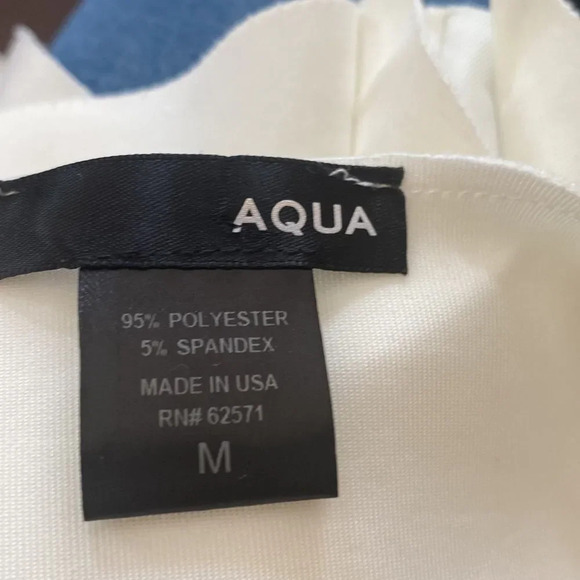 AQUA
95% POLYESTER
5% SPANDEX
MADE IN USA
RN# 62571
M